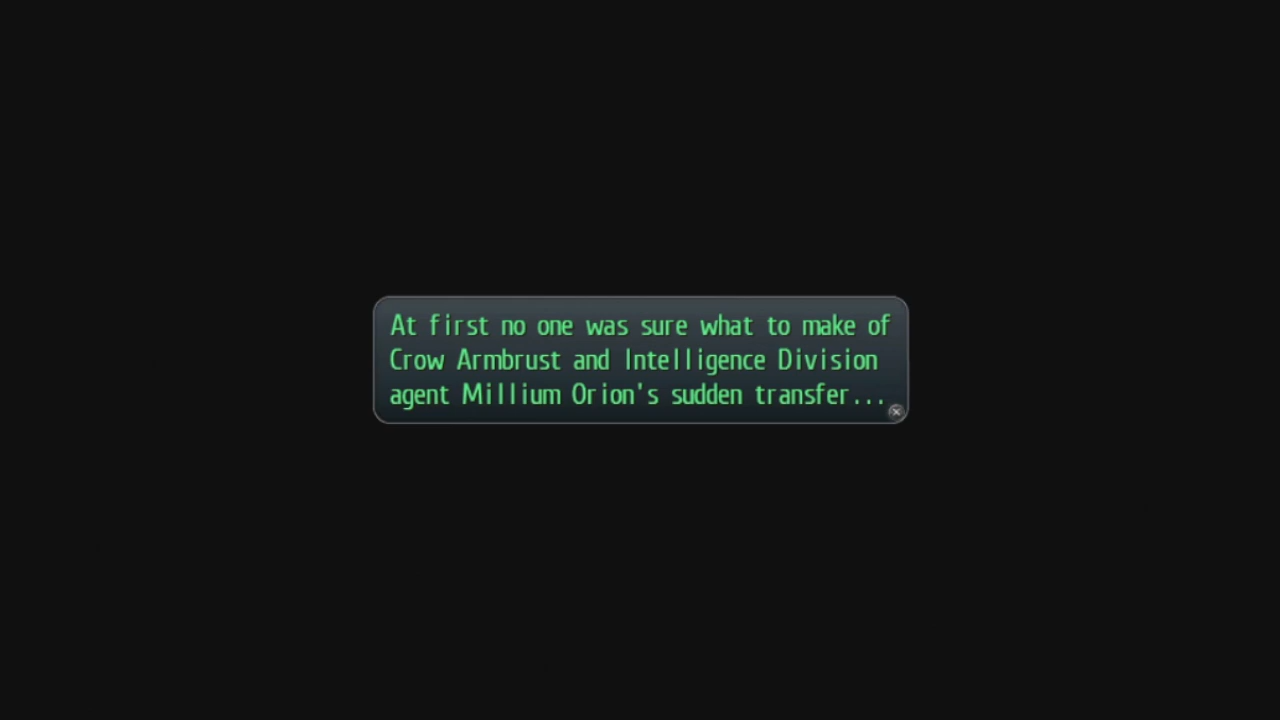 At first no one was sure what to make of
Crow Armbrust and Intelligence Division
agent Millium Orion's sudden transfer...